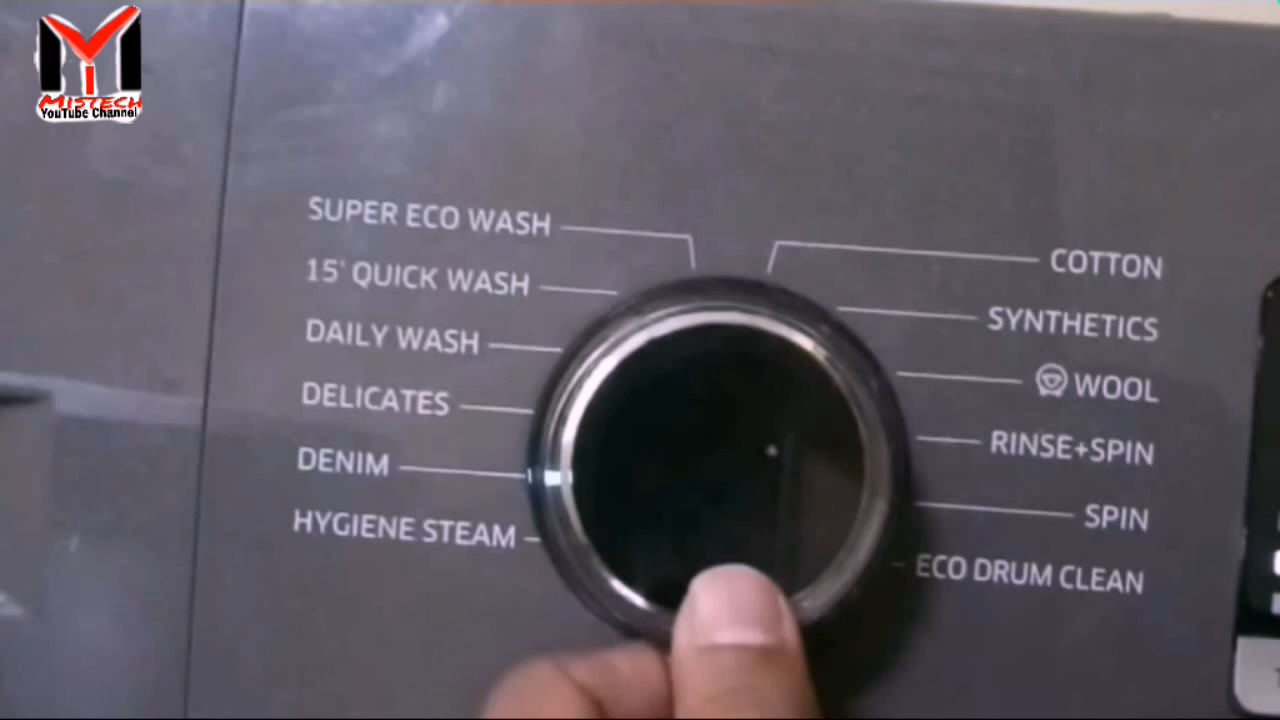 MISTECH
YouTube Channel
SUPER ECO WASH
15' QUICK WASH
DAILY WASH
DELICATES
DENIM
HYGIENE STEAM
COTTON
SYNTHETICS
WOOL
RINSE+SPIN
SPIN
ECO DRUM CLEAN